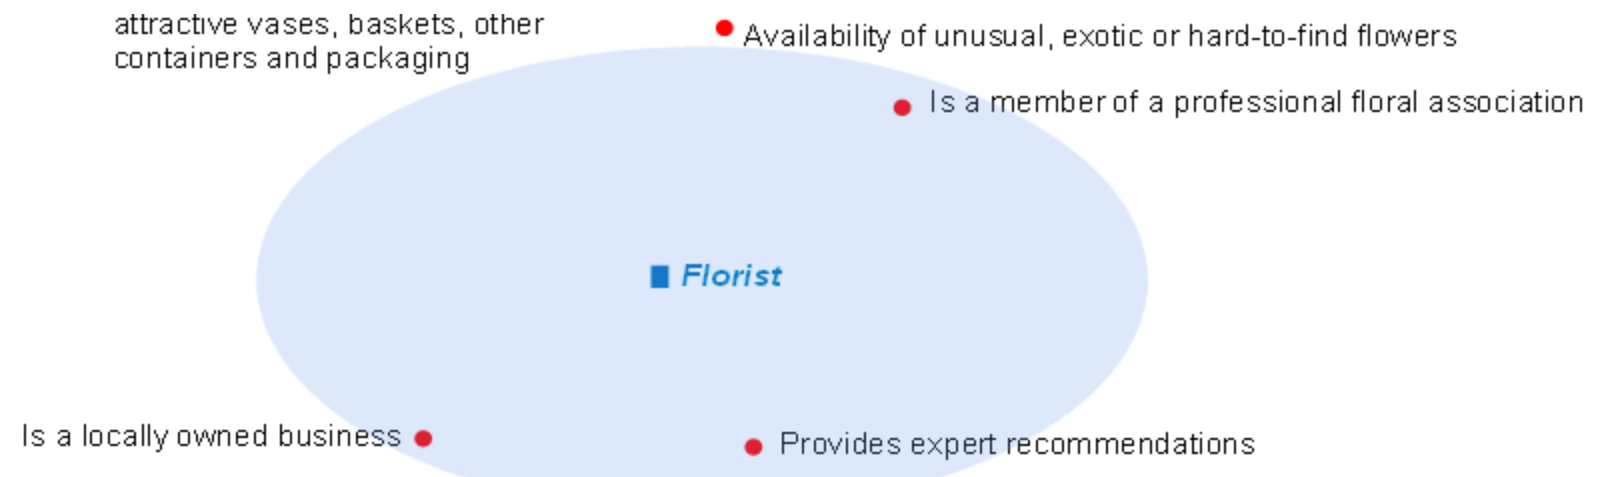 attractive vases, baskets, other
containers and packaging
Availability of unusual, exotic or hard-to-find flowers
Is a member of a professional floral association
Florist
Is a locally owned business
Provides expert recommendations